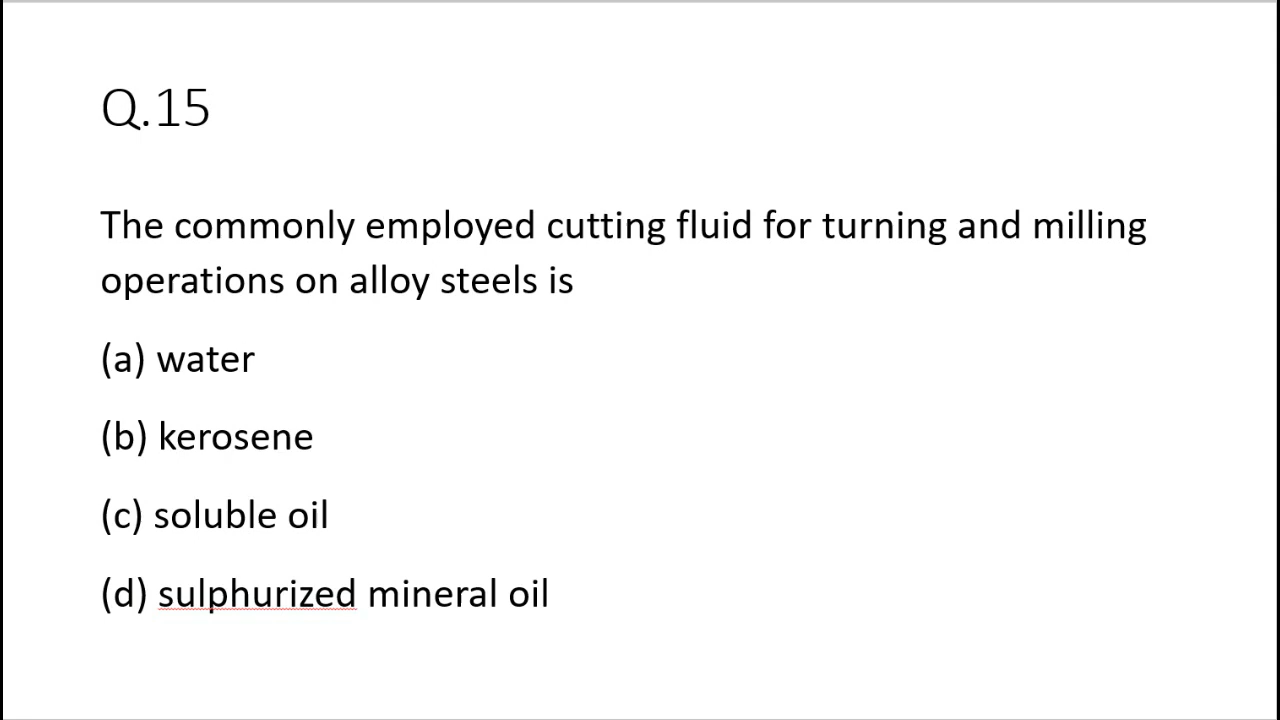 Q.15
The commonly employed cutting fluid for turning and milling
operations on alloy steels is
(a) water
(b) kerosene
(c) soluble oil
(d) sulphurized mineral oil